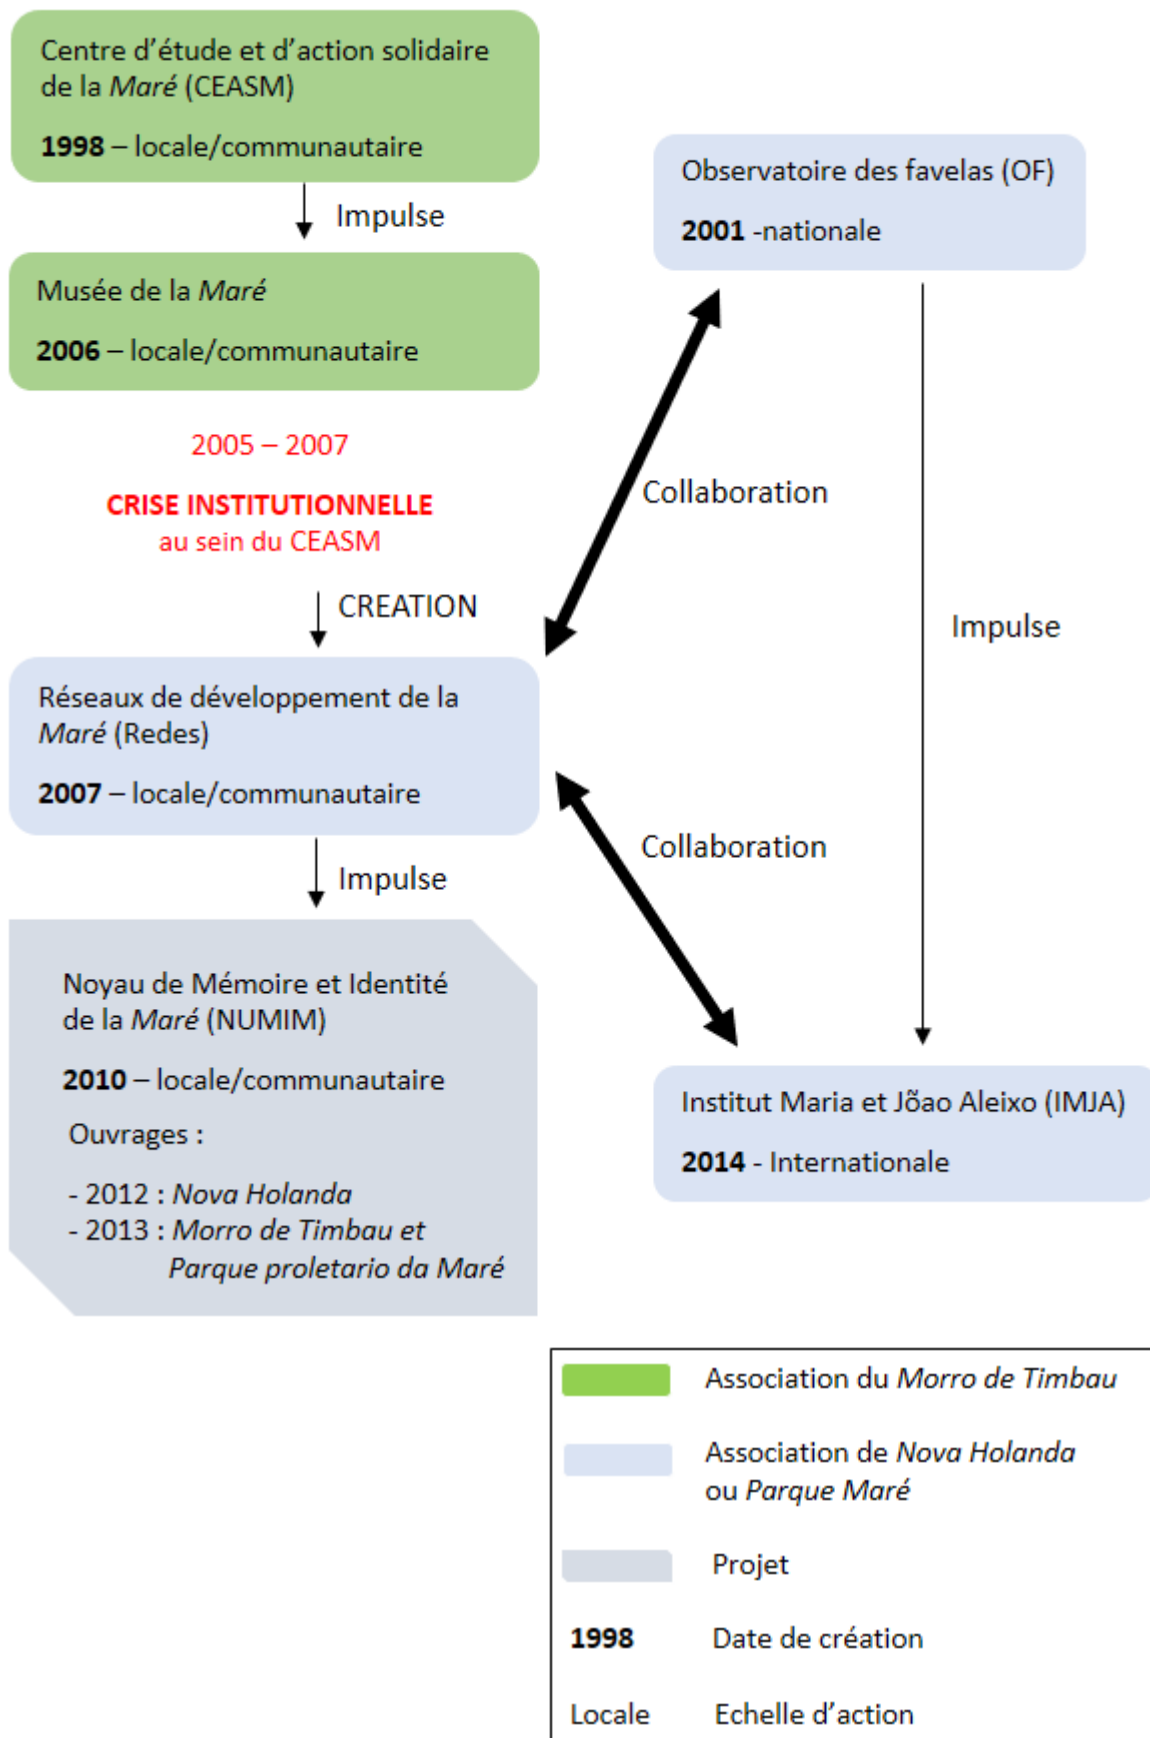 Centre d'étude et d'action solidaire
de la Maré (CEASM)
1998 – locale/communautaire
Impulse
Musée de la Maré
2006 – locale/communautaire
2005 – 2007
CRISE INSTITUTIONNELLE
au sein du CEASM
CREATION
Réseaux de développement de la
Maré (Redes)
2007 – locale/communautaire
Impulse
Noyau de Mémoire et Identité
de la Maré (NUMIM)
2010 – locale/communautaire
Ouvrages :
- 2012 : Nova Holanda
- 2013 : Morro de Timbau et
Parque proletario da Maré
Observatoire des favelas (OF)
2001 -nationale
Collaboration
Impulse
Collaboration
Institut Maria et Jõao Aleixo (IMJA)
2014 - Internationale
Association du Morro de Timbau
Association de Nova Holanda
ou Parque Maré
Projet
1998 Date de création
Locale Echelle d'action